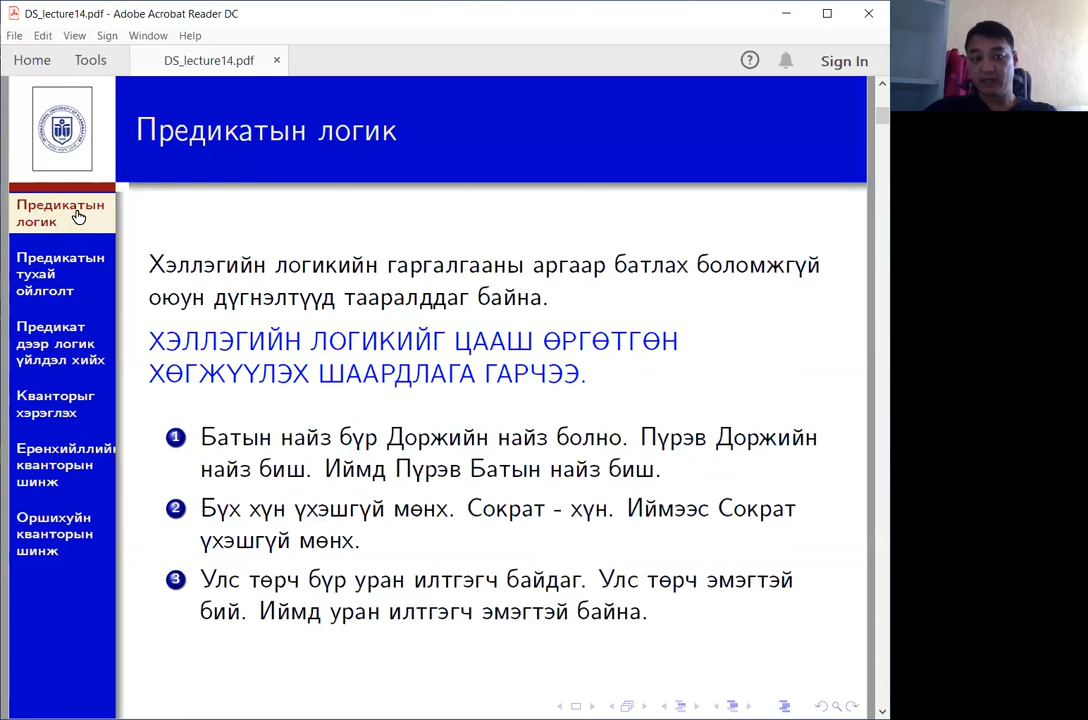 DS_lecture14.pdf - Adobe Acrobat Reader DC
File Edit View Sign Window Help
Home Tools DS_lecture14.pdf × ? Sign In
Предикатын логик
Предикатын
логик
Предикатын
тухай
ойлголт
Предикат
дээр логик
үйлдэл хийх
Кванторыг
хэрэглэх
Ерөнхийллийн
кванторын
шинж
Оршихуйн
кванторын
шинж
Хэллэгийн логикийн гаргалгааны аргаар батлах боломжгүй
оюун дүгнэлтүүд тааралддаг байна.
ХЭЛЛЭГИЙН ЛОГИКИЙГ ЦААШ ӨРГӨТГӨН
ХӨГЖҮҮЛЭХ ШААРДЛАГА ГАРЧЭЭ.
1 Батын найз бүр Доржийн найз болно. Пүрэв Доржийн
найз биш. Иймд Пүрэв Батын найз биш.
2 Бүх хүн үхэшгүй мөнх. Сократ - хүн. Иймээс Сократ
үхэшгүй мөнх.
3 Улс төрч бүр уран илтгэгч байдаг. Улс төрч эмэгтэй
бий. Иймд уран илтгэгч эмэгтэй байна.